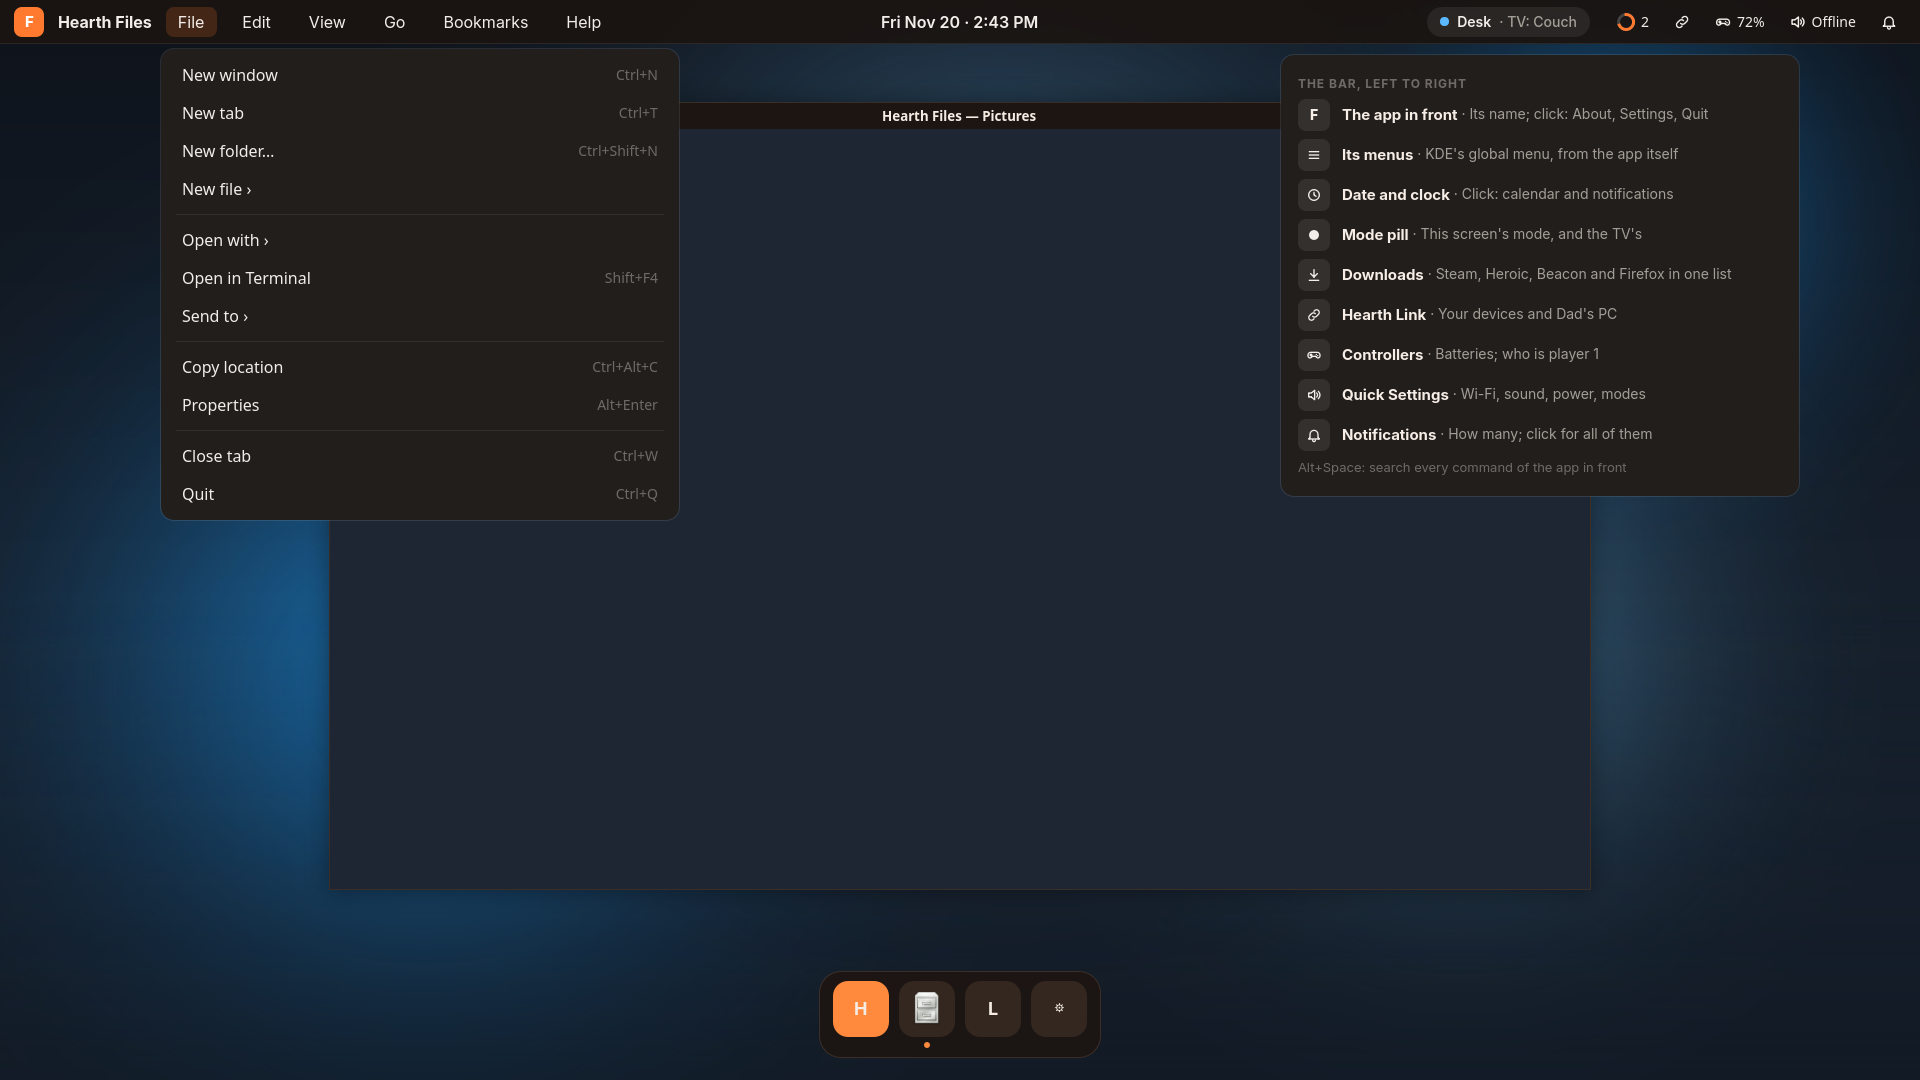 F Hearth Files File Edit View Go Bookmarks Help Fri Nov 20 · 2:43 PM Desk · TV: Couch 2 72% Offline
New window Ctrl+N
New tab Ctrl+T
New folder... Ctrl+Shift+N
New file ›
Open with ›
Open in Terminal Shift+F4
Send to ›
Copy location Ctrl+Alt+C
Properties Alt+Enter
Close tab Ctrl+W
Quit Ctrl+Q
Hearth Files — Pictures
THE BAR, LEFT TO RIGHT
F The app in front · Its name; click: About, Settings, Quit
Its menus · KDE's global menu, from the app itself
Date and clock · Click: calendar and notifications
Mode pill · This screen's mode, and the TV's
Downloads · Steam, Heroic, Beacon and Firefox in one list
Hearth Link · Your devices and Dad's PC
Controllers · Batteries; who is player 1
Quick Settings · Wi-Fi, sound, power, modes
Notifications · How many; click for all of them
Alt+Space: search every command of the app in front
H L